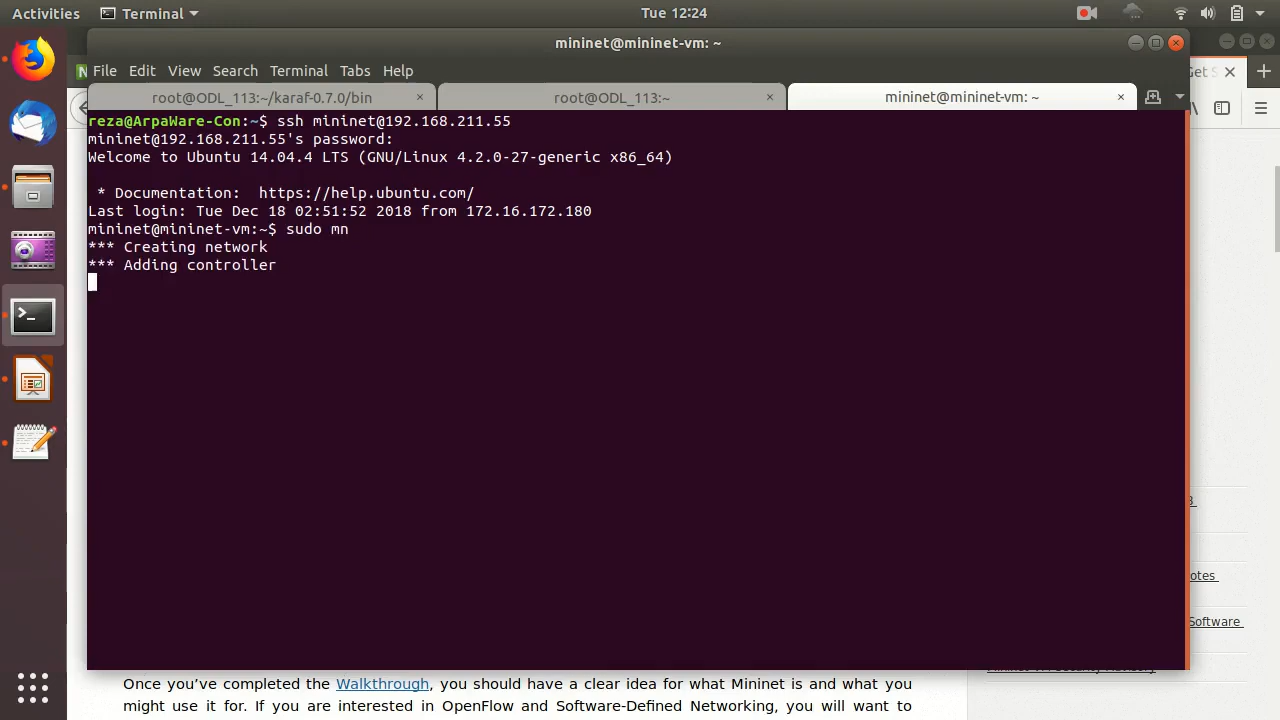 Activities Terminal Tue 12:24
mininet@mininet-vm: ~
File Edit View Search Terminal Tabs Help
root@ODL_113:~/karaf-0.7.0/bin × root@ODL_113:~ × mininet@mininet-vm: ~ ×
reza@ArpaWare-Con:~$ ssh mininet@192.168.211.55
mininet@192.168.211.55's password:
Welcome to Ubuntu 14.04.4 LTS (GNU/Linux 4.2.0-27-generic x86_64)
* Documentation: https://help.ubuntu.com/
Last login: Tue Dec 18 02:51:52 2018 from 172.16.172.180
mininet@mininet-vm:~$ sudo mn
*** Creating network
*** Adding controller
Software
Once you’ve completed the Walkthrough, you should have a clear idea for what Mininet is and what you
might use it for. If you are interested in OpenFlow and Software-Defined Networking, you will want to